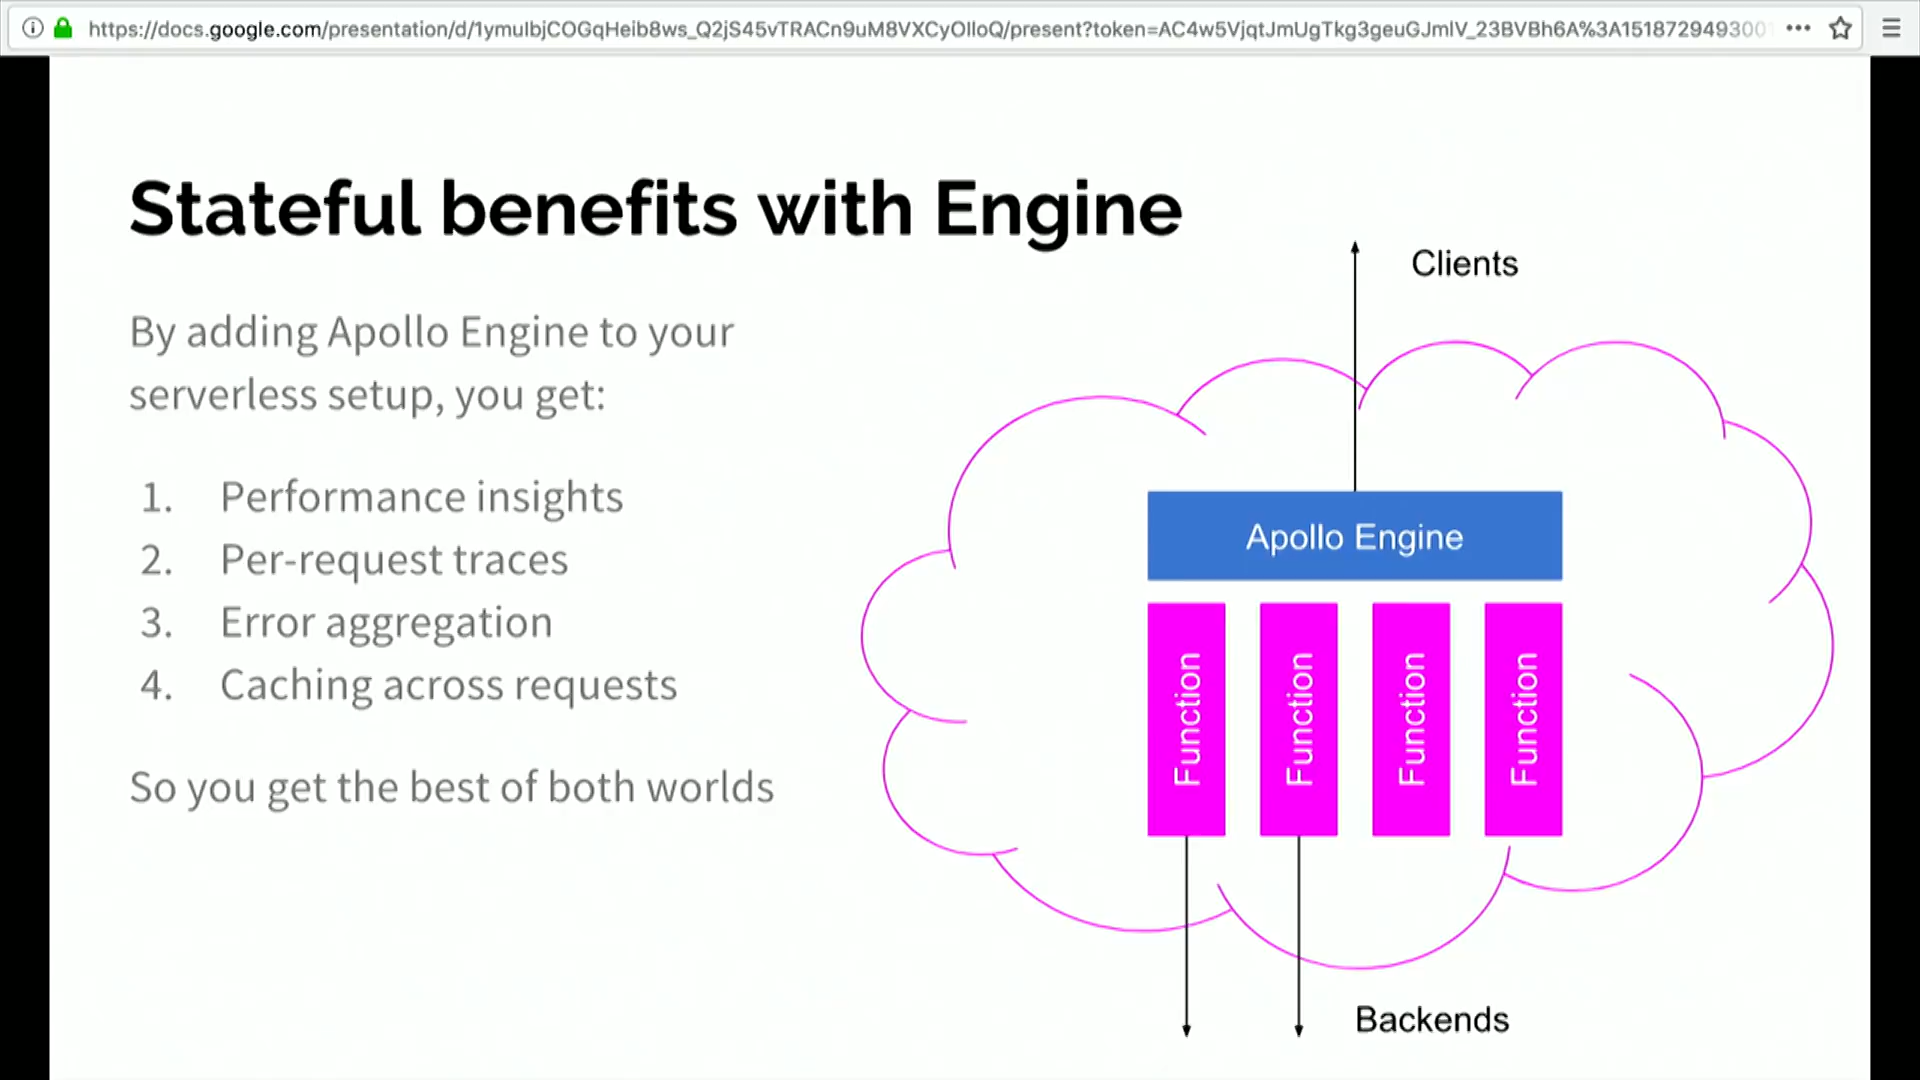 https://docs.google.com/presentation/d/1ymulbjCOGqHeib8ws_Q2jS45vTRACn9uM8VXCyOlloQ/present?token=AC4w5VjqtJmUgTkg3geuGJmlV_23BVBh6A%3A1518729493001
Stateful benefits with Engine
By adding Apollo Engine to your
serverless setup, you get:
1. Performance insights
2. Per-request traces
3. Error aggregation
4. Caching across requests
So you get the best of both worlds
Clients
Apollo Engine
Function
Function
Function
Function
Backends